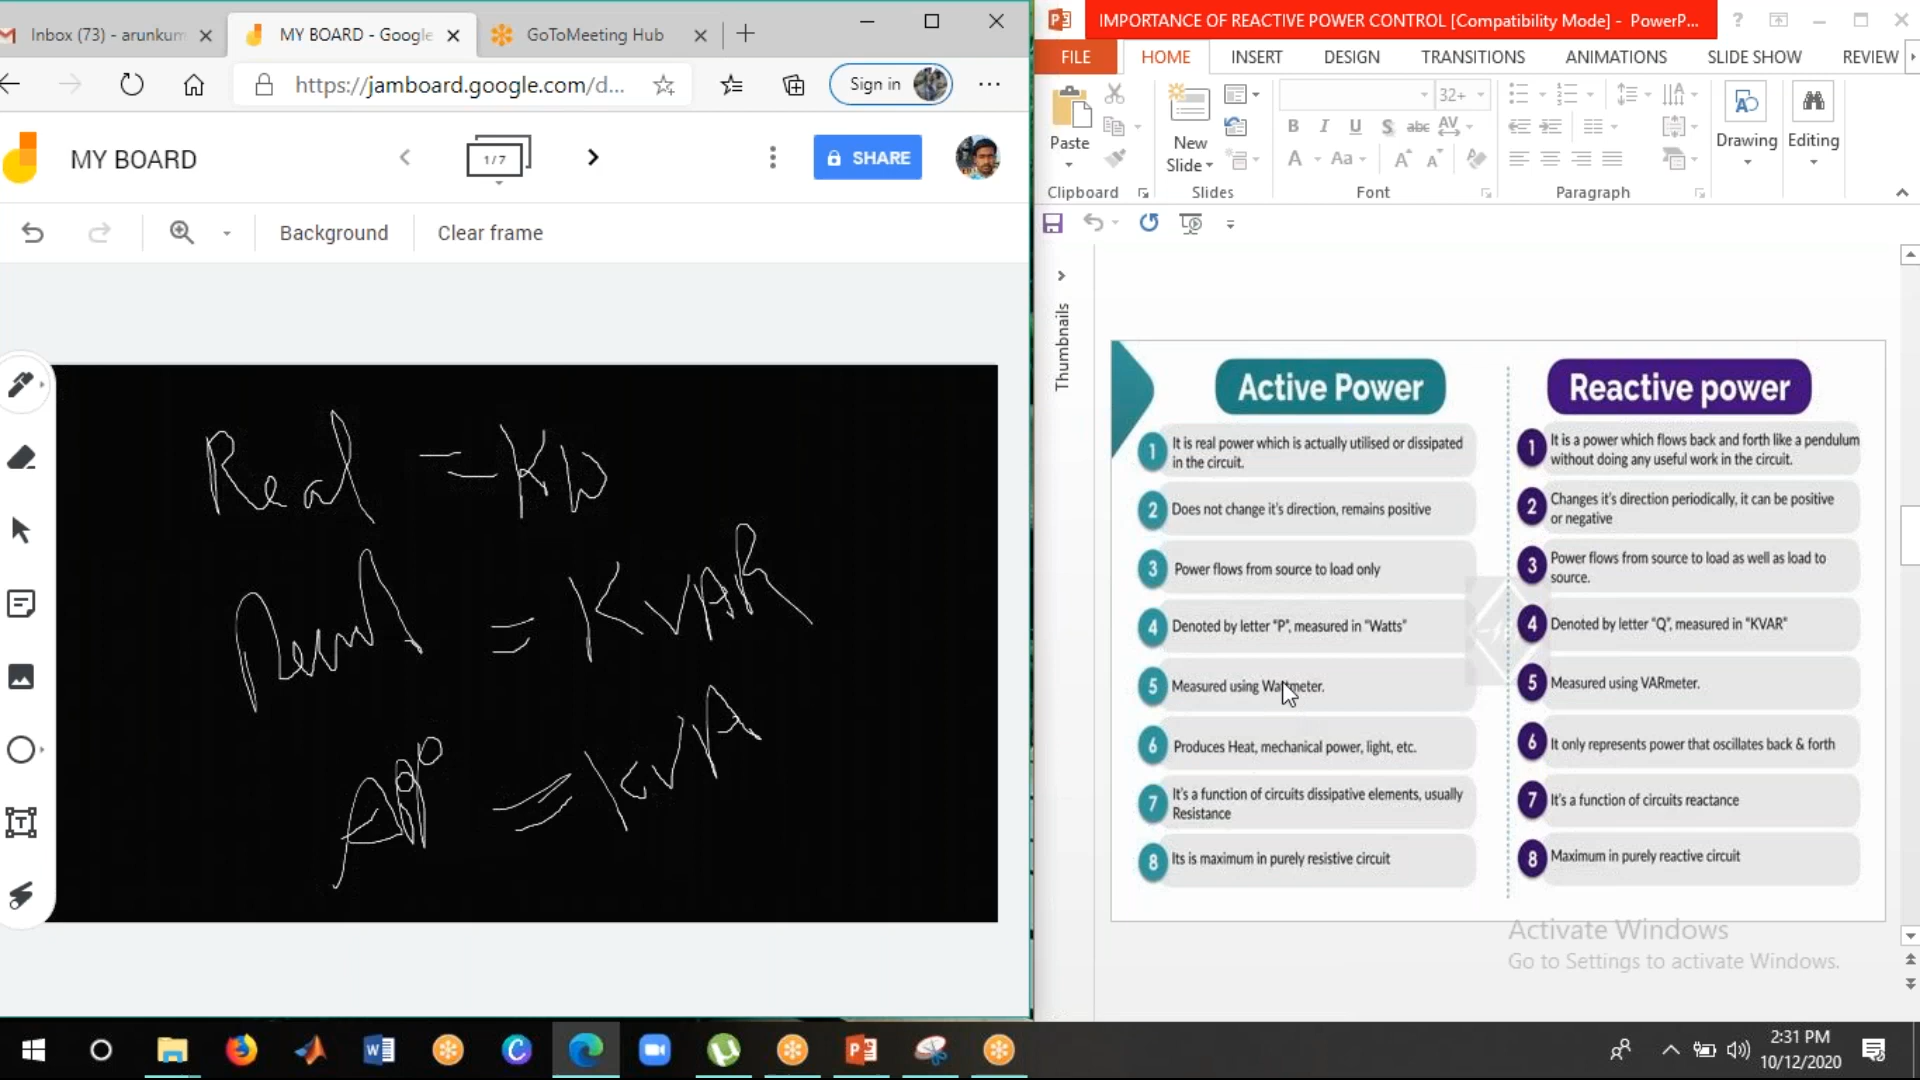 Inbox (73) - arunkum
MY BOARD - Google
GoToMeeting Hub
https://jamboard.google.com/d...
Sign in
MY BOARD
1/7
SHARE
Background
Clear frame
Real = KW
= KVAR
App = KVA
IMPORTANCE OF REACTIVE POWER CONTROL [Compatibility Mode] - PowerP...
FILE HOME INSERT DESIGN TRANSITIONS ANIMATIONS SLIDE SHOW REVIEW
32+
Paste
New
Slide
B I U S abc AV
A Aa A A
Drawing
Editing
Clipboard Slides Font Paragraph
Thumbnails
Active Power
1 It is real power which is actually utilised or dissipated
in the circuit.
2 Does not change it's direction, remains positive
3 Power flows from source to load only
4 Denoted by letter "P", measured in "Watts"
5 Measured using Wattmeter.
6 Produces Heat, mechanical power, light, etc.
7 It's a function of circuits dissipative elements, usually
Resistance
8 Its is maximum in purely resistive circuit
Reactive power
1 It is a power which flows back and forth like a pendulum
without doing any useful work in the circuit.
2 Changes it's direction periodically, it can be positive
or negative
3 Power flows from source to load as well as load to
source.
4 Denoted by letter "Q", measured in "KVAR"
5 Measured using VARmeter.
6 It only represents power that oscillates back & forth
7 It's a function of circuits reactance
8 Maximum in purely reactive circuit
Activate Windows
Go to Settings to activate Windows.
2:31 PM
10/12/2020